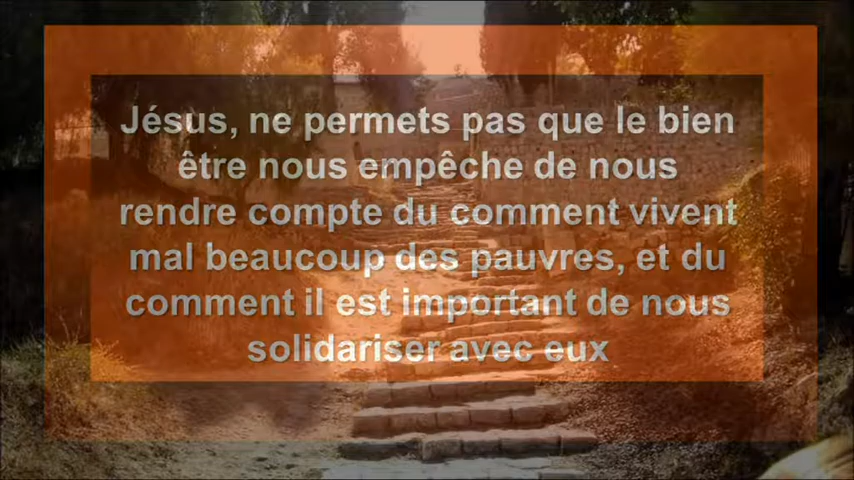 Jésus, ne permets pas que le bien
être nous empêche de nous
rendre compte du comment vivent
mal beaucoup des pauvres, et du
comment il est important de nous
solidariser avec eux